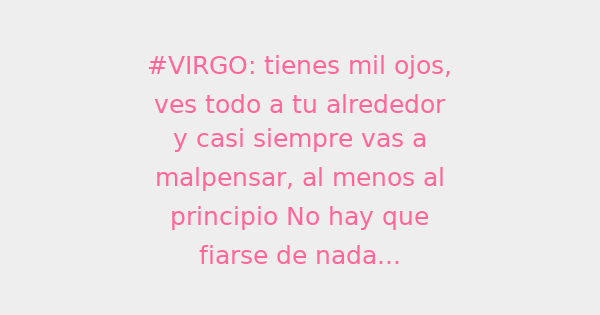 #VIRGO: tienes mil ojos,
ves todo a tu alrededor
y casi siempre vas a
malpensar, al menos al
principio No hay que
fiarse de nada...